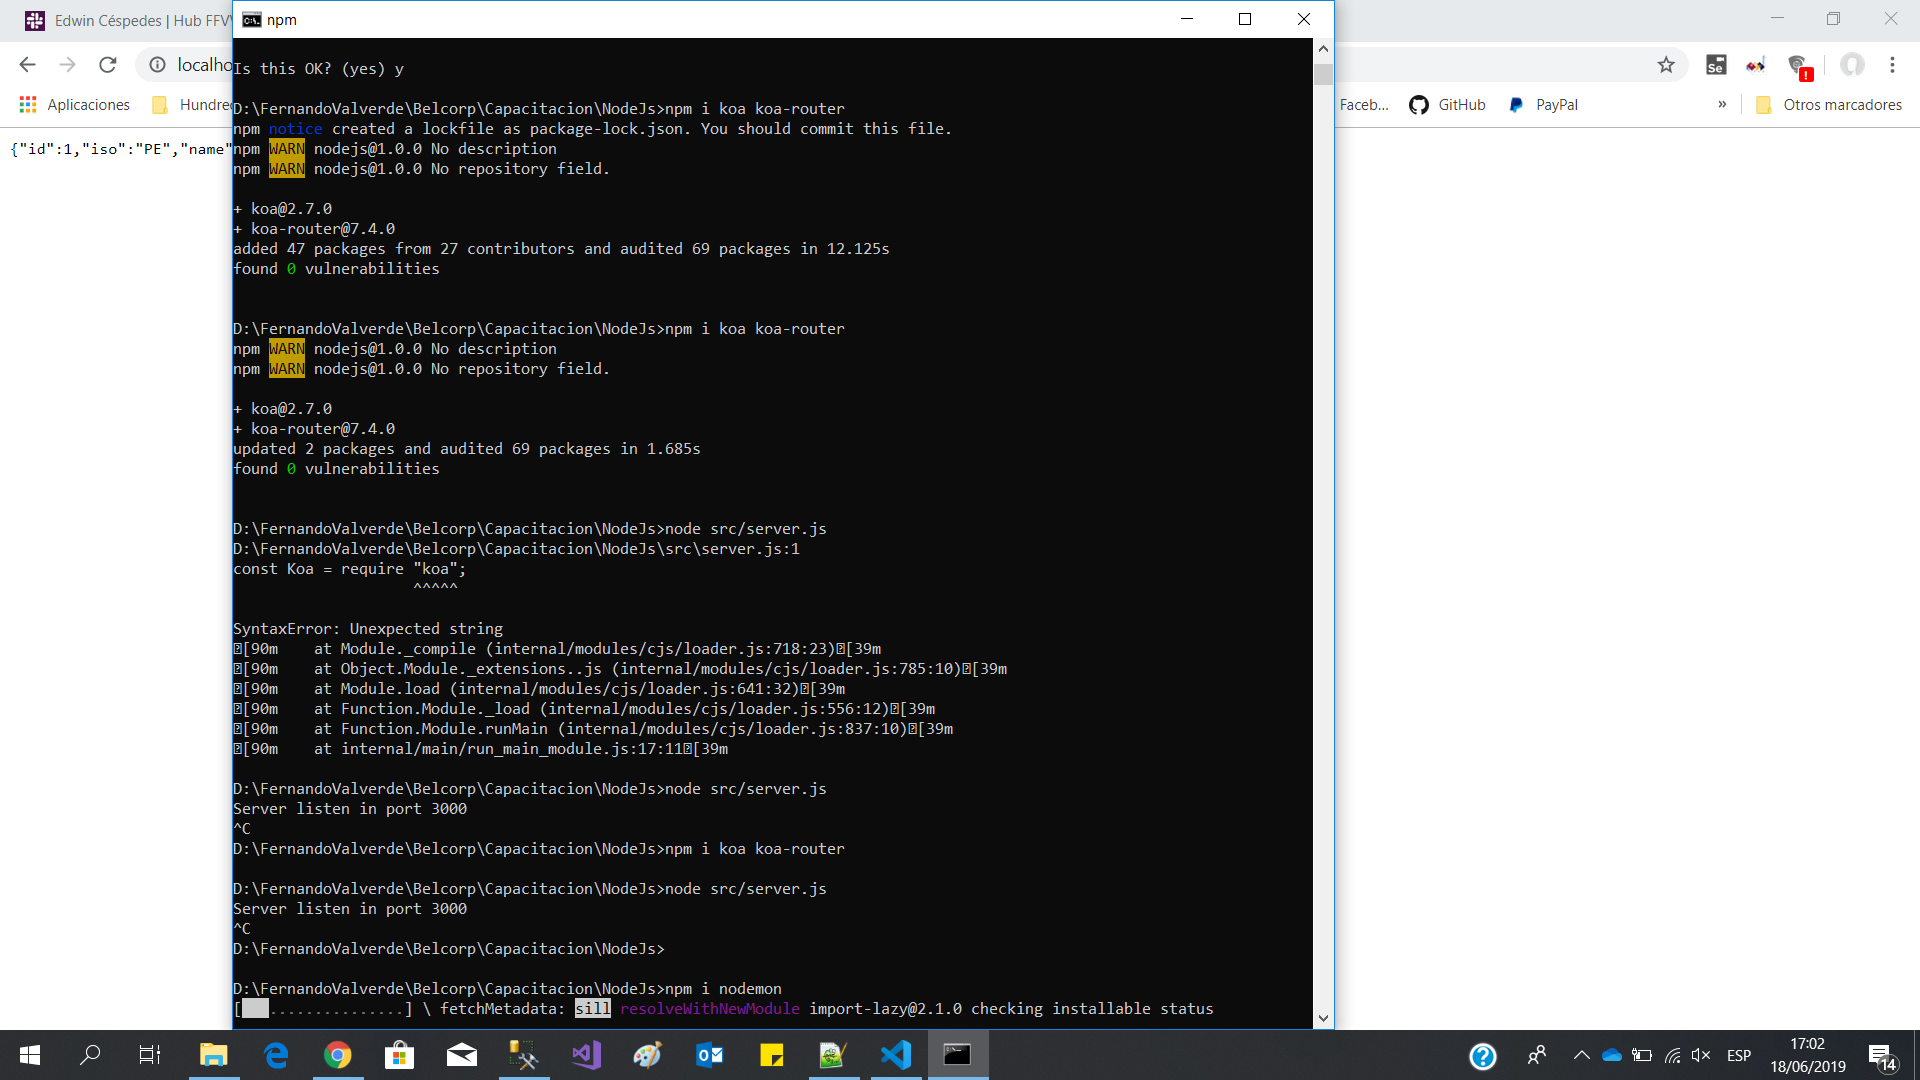 Edwin Céspedes | Hub FFV
npm
localho
Aplicaciones
Hundred
Faceb...
GitHub
PayPal
»
Otros marcadores
{"id":1,"iso":"PE","name"
Is this OK? (yes) y
D:\FernandoValverde\Belcorp\Capacitacion\NodeJs>npm i koa koa-router
npm notice created a lockfile as package-lock.json. You should commit this file.
npm WARN nodejs@1.0.0 No description
npm WARN nodejs@1.0.0 No repository field.
+ koa@2.7.0
+ koa-router@7.4.0
added 47 packages from 27 contributors and audited 69 packages in 12.125s
found 0 vulnerabilities
D:\FernandoValverde\Belcorp\Capacitacion\NodeJs>npm i koa koa-router
npm WARN nodejs@1.0.0 No description
npm WARN nodejs@1.0.0 No repository field.
+ koa@2.7.0
+ koa-router@7.4.0
updated 2 packages and audited 69 packages in 1.685s
found 0 vulnerabilities
D:\FernandoValverde\Belcorp\Capacitacion\NodeJs>node src/server.js
D:\FernandoValverde\Belcorp\Capacitacion\NodeJs\src\server.js:1
const Koa = require "koa";
^^^^^
SyntaxError: Unexpected string
[90m    at Module._compile (internal/modules/cjs/loader.js:718:23)[39m
[90m    at Object.Module._extensions..js (internal/modules/cjs/loader.js:785:10)[39m
[90m    at Module.load (internal/modules/cjs/loader.js:641:32)[39m
[90m    at Function.Module._load (internal/modules/cjs/loader.js:556:12)[39m
[90m    at Function.Module.runMain (internal/modules/cjs/loader.js:837:10)[39m
[90m    at internal/main/run_main_module.js:17:11[39m
D:\FernandoValverde\Belcorp\Capacitacion\NodeJs>node src/server.js
Server listen in port 3000
^C
D:\FernandoValverde\Belcorp\Capacitacion\NodeJs>npm i koa koa-router
D:\FernandoValverde\Belcorp\Capacitacion\NodeJs>node src/server.js
Server listen in port 3000
^C
D:\FernandoValverde\Belcorp\Capacitacion\NodeJs>
D:\FernandoValverde\Belcorp\Capacitacion\NodeJs>npm i nodemon
[   ...............] \ fetchMetadata: sill resolveWithNewModule import-lazy@2.1.0 checking installable status
ESP
17:02
18/06/2019
14